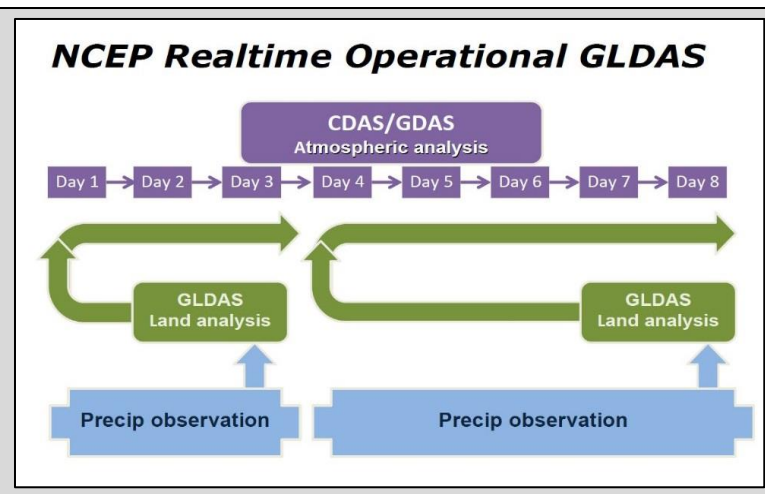 NCEP Realtime Operational GLDAS
CDAS/GDAS
Atmospheric analysis
Day 1
Day 2
Day 3
Day 4
Day 5
Day 6
Day 7
Day 8
GLDAS
Land analysis
GLDAS
Land analysis
Precip observation
Precip observation